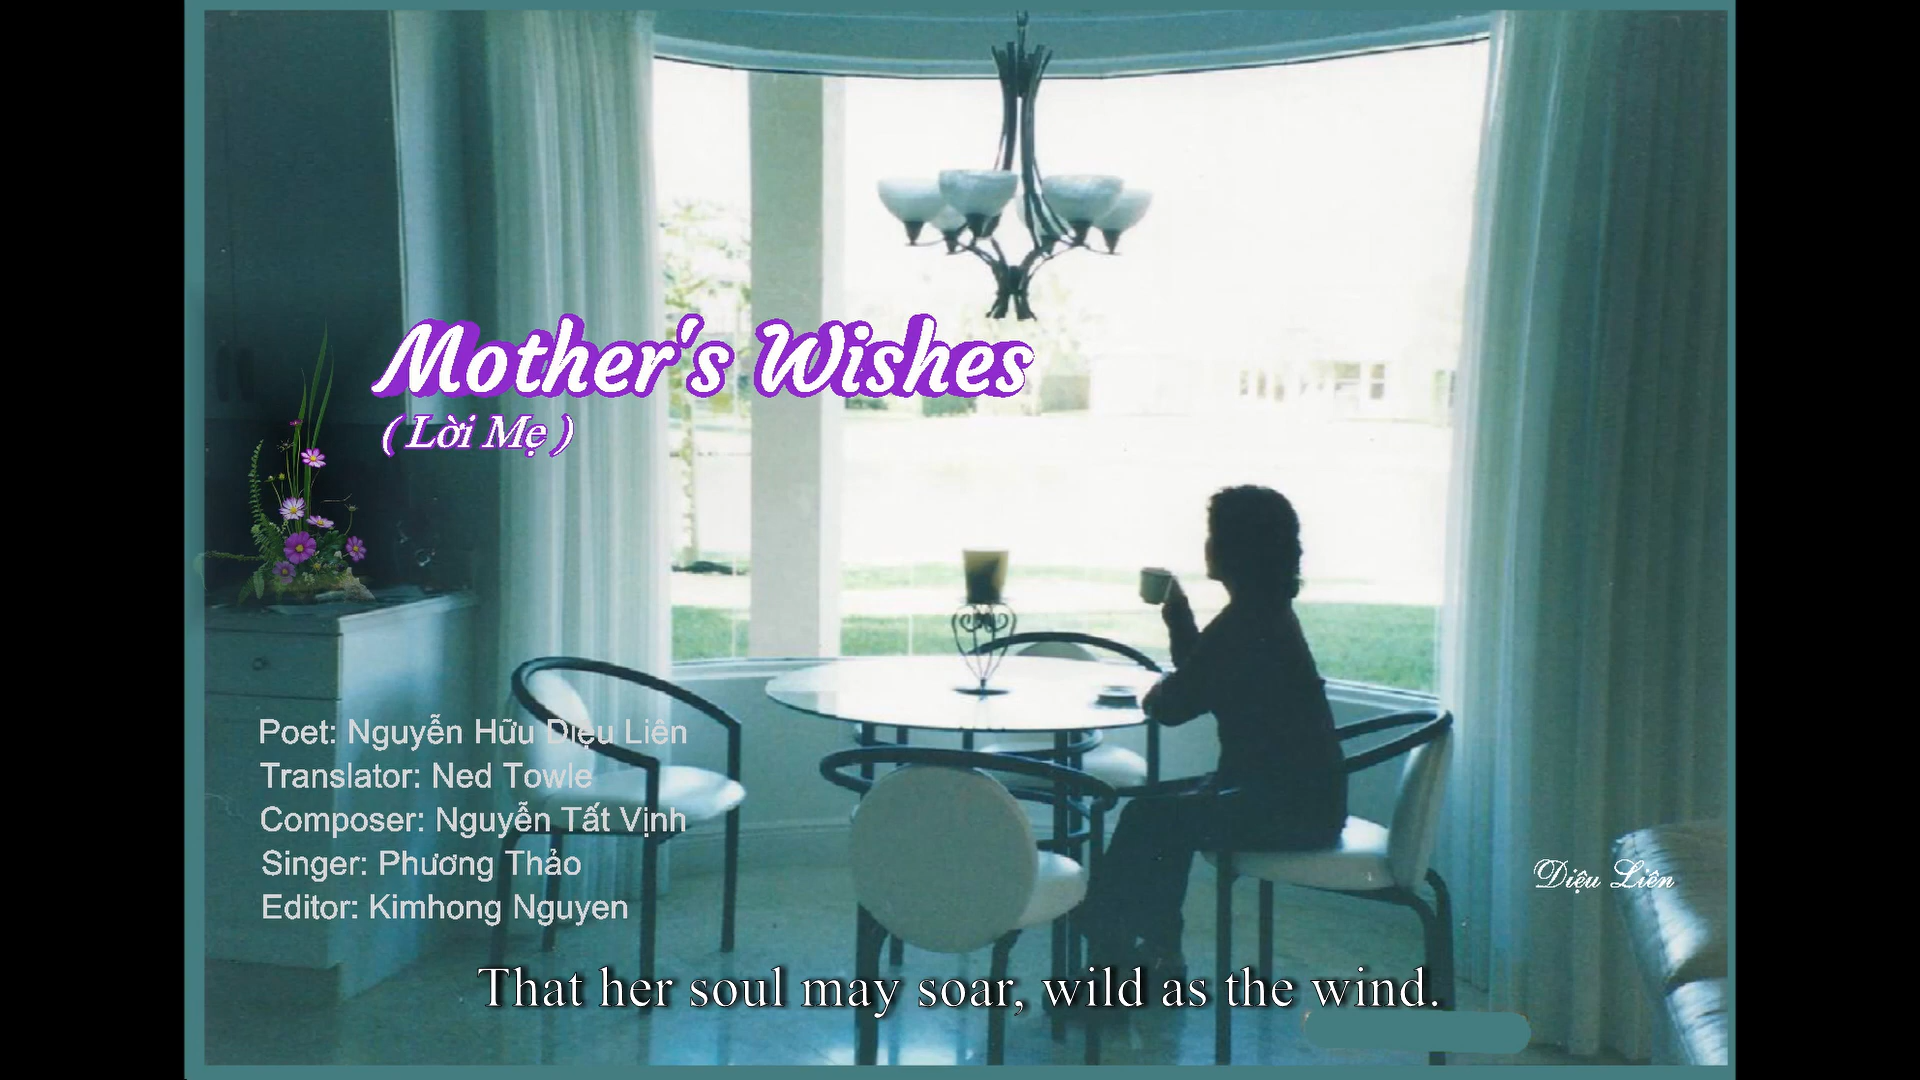 Mother's Wishes
( Lời Mẹ )
Poet: Nguyễn Hữu Diệu Liên
Translator: Ned Towle
Composer: Nguyễn Tất Vịnh
Singer: Phương Thảo
Editor: Kimhong Nguyen
Diệu Liên
That her soul may soar, wild as the wind.